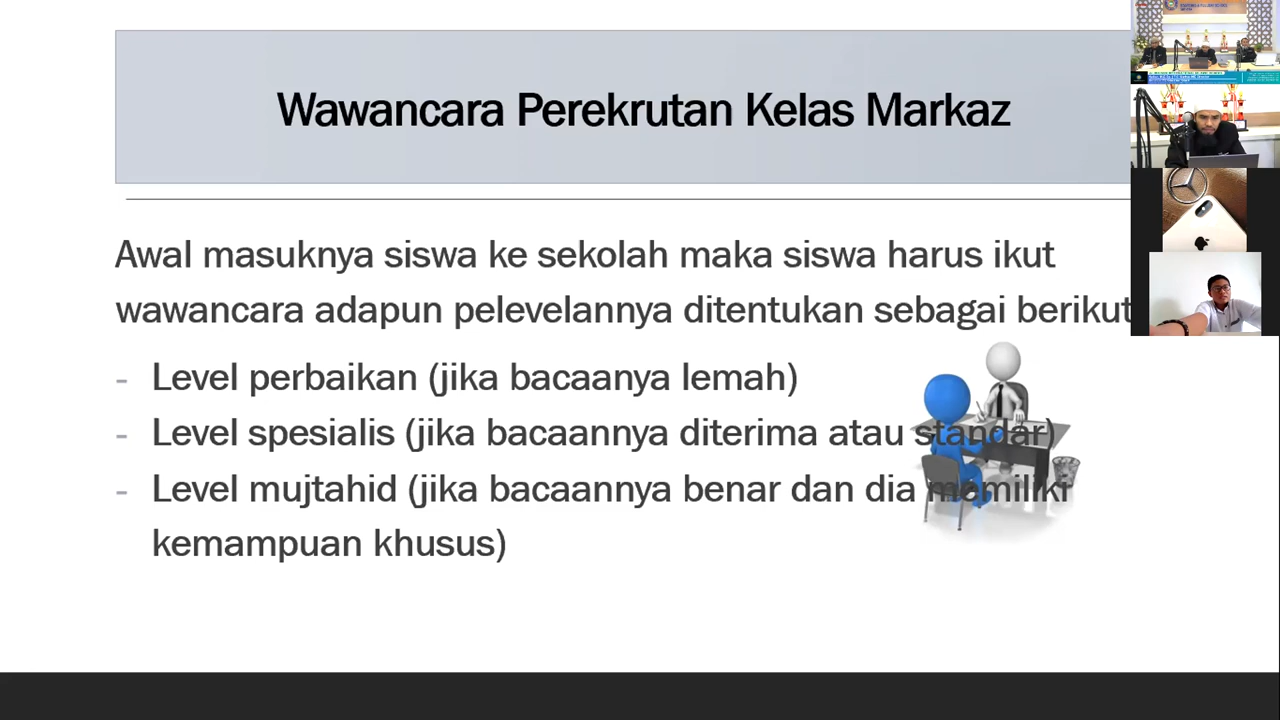 Wawancara Perekrutan Kelas Markaz
Awal masuknya siswa ke sekolah maka siswa harus ikut
wawancara adapun pelevelannya ditentukan sebagai berikut
- Level perbaikan (jika bacaanya lemah)
- Level spesialis (jika bacaannya diterima atau standar)
- Level mujtahid (jika bacaannya benar dan dia memiliki
kemampuan khusus)